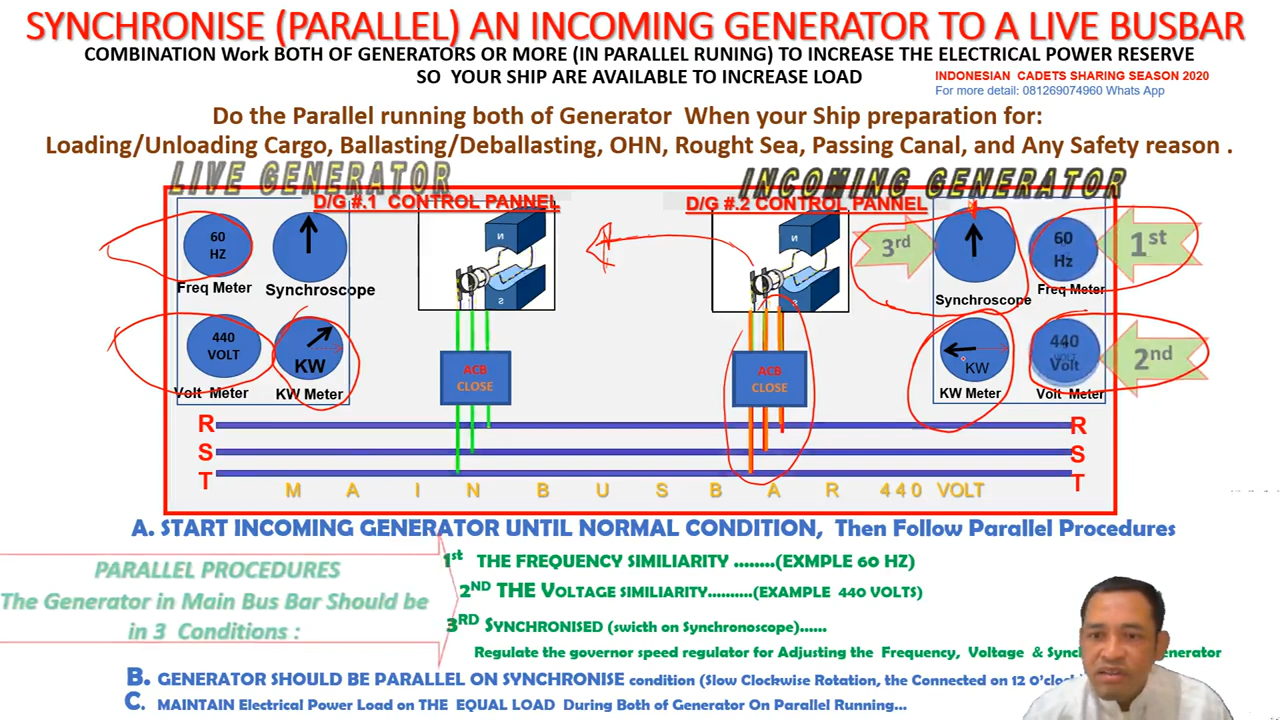 SYNCHRONISE (PARALLEL) AN INCOMING GENERATOR TO A LIVE BUSBAR
COMBINATION Work BOTH OF GENERATORS OR MORE (IN PARALLEL RUNING) TO INCREASE THE ELECTRICAL POWER RESERVE
SO YOUR SHIP ARE AVAILABLE TO INCREASE LOAD
INDONESIAN CADETS SHARING SEASON 2020
For more detail: 081269074960 Whats App
Do the Parallel running both of Generator When your Ship preparation for:
Loading/Unloading Cargo, Ballasting/Deballasting, OHN, Rought Sea, Passing Canal, and Any Safety reason .
LIVE GENERATOR
INCOMING GENERATOR
D/G #.1 CONTROL PANNEL
D/G #.2 CONTROL PANNEL
60
HZ
Freq Meter
Synchroscope
440
VOLT
Volt Meter
KW
KW Meter
N
S
ACB
CLOSE
N
S
ACB
CLOSE
3rd
Synchroscope
60
Hz
Freq Meter
1st
KW
KW Meter
440
Volt
Volt Meter
2nd
R
S
T
R
S
T
M A I N B U S B A R 4 4 0 VOLT
A. START INCOMING GENERATOR UNTIL NORMAL CONDITION, Then Follow Parallel Procedures
PARALLEL PROCEDURES
The Generator in Main Bus Bar Should be
in 3 Conditions :
1st THE FREQUENCY SIMILIARITY ........(EXMPLE 60 HZ)
2ND THE VOLTAGE SIMILIARITY..........(EXAMPLE 440 VOLTS)
3RD SYNCHRONISED (swicth on Synchronoscope)......
Regulate the governor speed regulator for Adjusting the Frequency, Voltage & Sync
B. GENERATOR SHOULD BE PARALLEL ON SYNCHRONISE condition (Slow Clockwise Rotation, the Connected on 12 O'cloc
C. MAINTAIN Electrical Power Load on THE EQUAL LOAD During Both of Generator On Parallel Running...